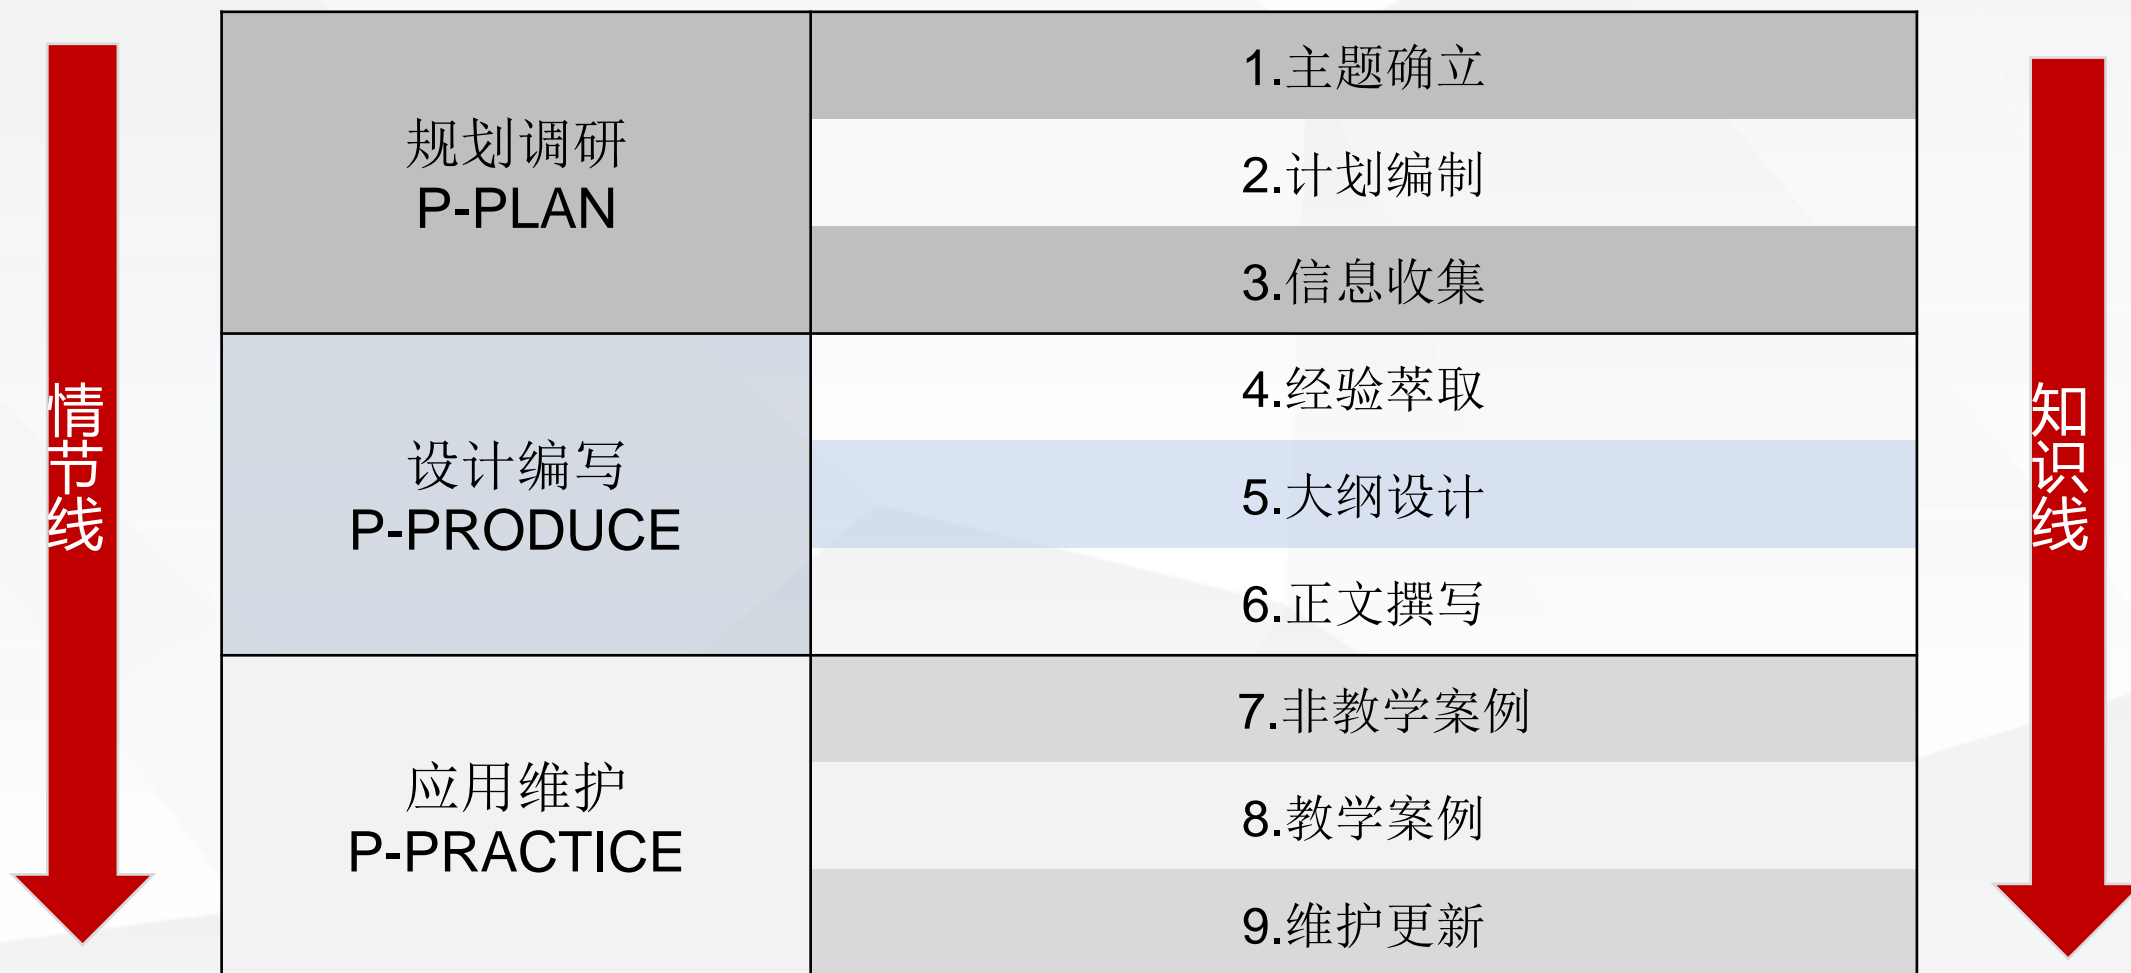 情节线
规划调研
P-PLAN
1.主题确立
2.计划编制
3.信息收集
设计编写
P-PRODUCE
4.经验萃取
5.大纲设计
6.正文撰写
应用维护
P-PRACTICE
7.非教学案例
8.教学案例
9.维护更新
知识线